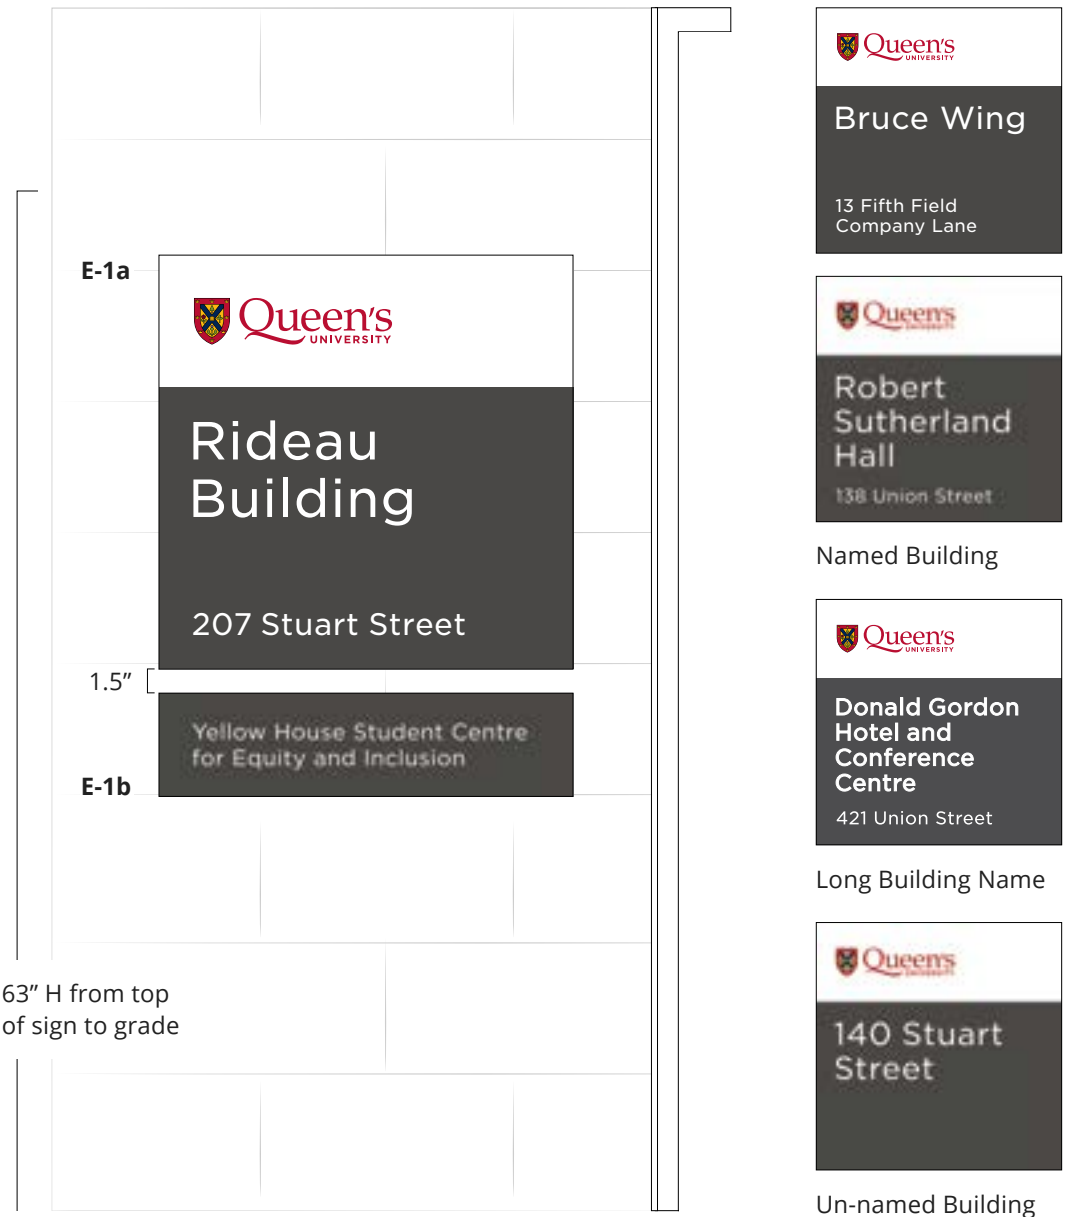 E-1a
Queen's
UNIVERSITY
Rideau
Building
207 Stuart Street
1.5”
Yellow House Student Centre
for Equity and Inclusion
E-1b
63” H from top
of sign to grade
Queen's
UNIVERSITY
Bruce Wing
13 Fifth Field
Company Lane
Queen's
UNIVERSITY
Robert
Sutherland
Hall
138 Union Street
Named Building
Queen's
UNIVERSITY
Donald Gordon
Hotel and
Conference
Centre
421 Union Street
Long Building Name
Queen's
UNIVERSITY
140 Stuart
Street
Un-named Building